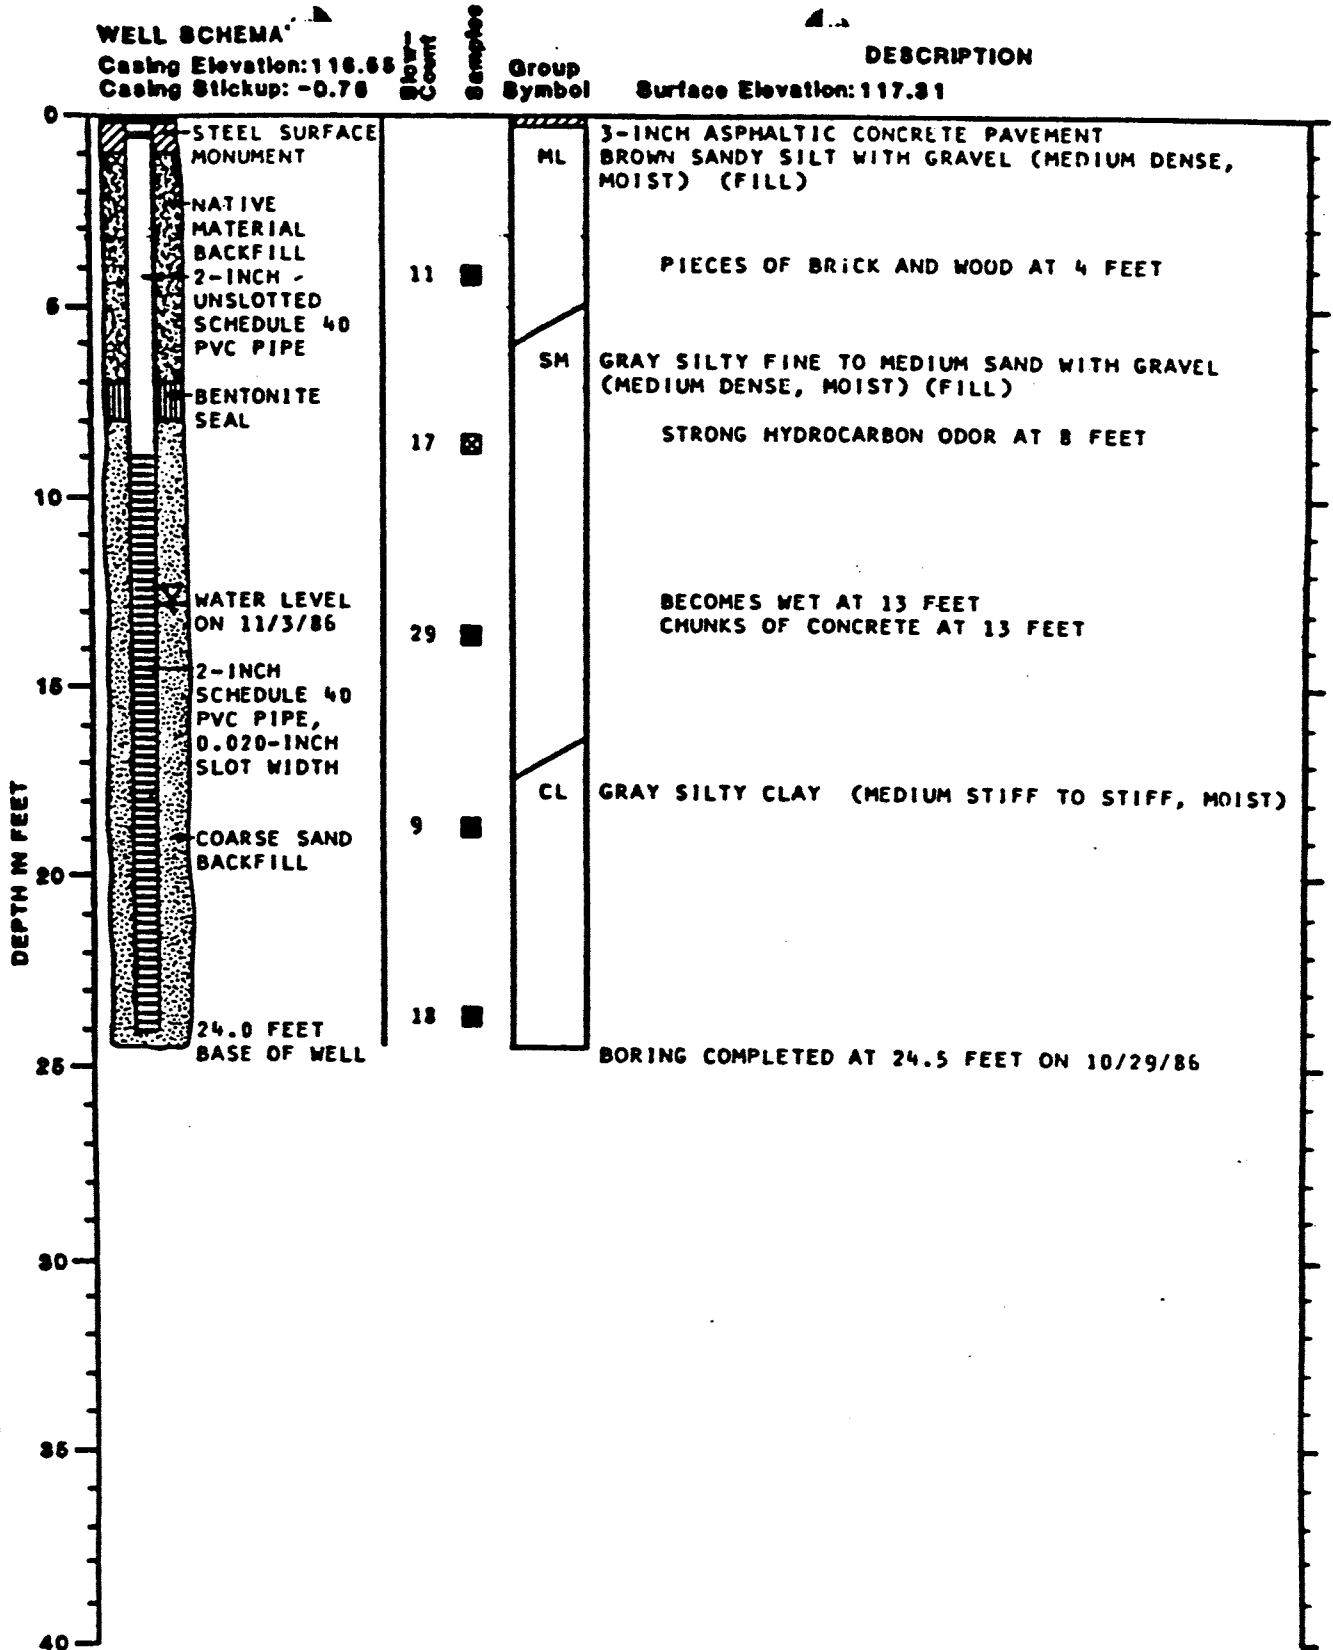 WELL SCHEMA
Casing Elevation: 116.55
Casing Stickup: -0.76
Blow-
Count
Samples
Group
Symbol
DESCRIPTION
Surface Elevation: 117.31
0
STEEL SURFACE
MONUMENT
3-INCH ASPHALTIC CONCRETE PAVEMENT
ML
BROWN SANDY SILT WITH GRAVEL (MEDIUM DENSE,
MOIST) (FILL)
NATIVE
MATERIAL
BACKFILL
2-INCH
UNSLOTTED
SCHEDULE 40
PVC PIPE
11
PIECES OF BRICK AND WOOD AT 4 FEET
5
SM
GRAY SILTY FINE TO MEDIUM SAND WITH GRAVEL
(MEDIUM DENSE, MOIST) (FILL)
BENTONITE
SEAL
17
STRONG HYDROCARBON ODOR AT 8 FEET
10
WATER LEVEL
ON 11/3/86
BECOMES WET AT 13 FEET
29
CHUNKS OF CONCRETE AT 13 FEET
15
2-INCH
SCHEDULE 40
PVC PIPE,
0.020-INCH
SLOT WIDTH
CL
GRAY SILTY CLAY (MEDIUM STIFF TO STIFF, MOIST)
9
COARSE SAND
BACKFILL
DEPTH IN FEET
20
18
24.0 FEET
BASE OF WELL
25
BORING COMPLETED AT 24.5 FEET ON 10/29/86
30
35
40